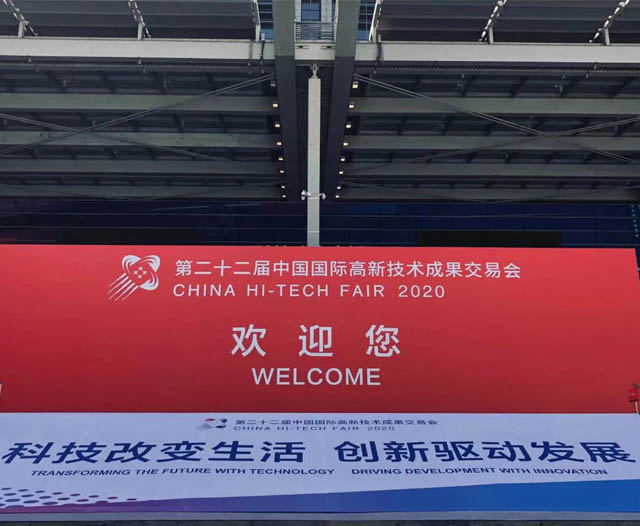 第二十二届中国国际高新技术成果交易会
CHINA HI-TECH FAIR 2020
欢迎您
WELCOME
第二十二届中国国际高新技术成果交易会
CHINA HI-TECH FAIR 2020
科技改变生活 创新驱动发展
TRANSFORMING THE FUTURE WITH TECHNOLOGY DRIVING DEVELOPMENT WITH INNOVATION